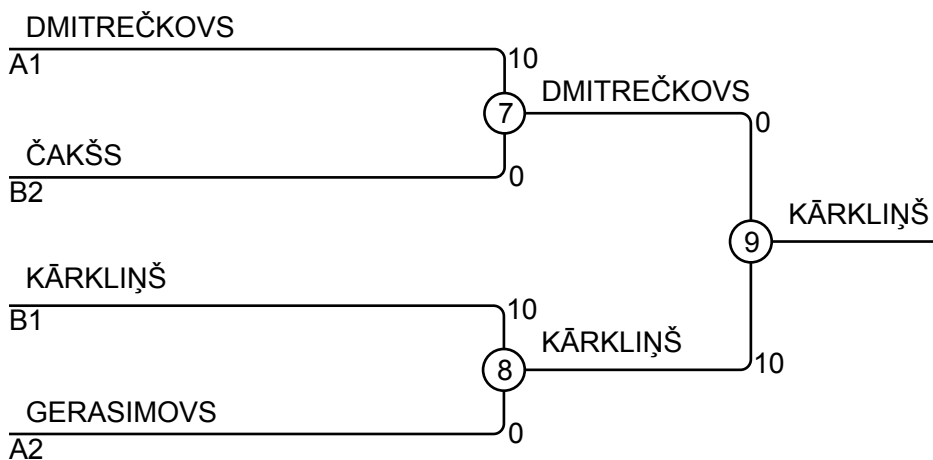 DMITREČKOVS
A1
10
7
DMITREČKOVS
0
ČAKŠS
B2
0
KĀRKLIŅŠ
9
KĀRKLIŅŠ
B1
10
8
KĀRKLIŅŠ
10
GERASIMOVS
A2
0